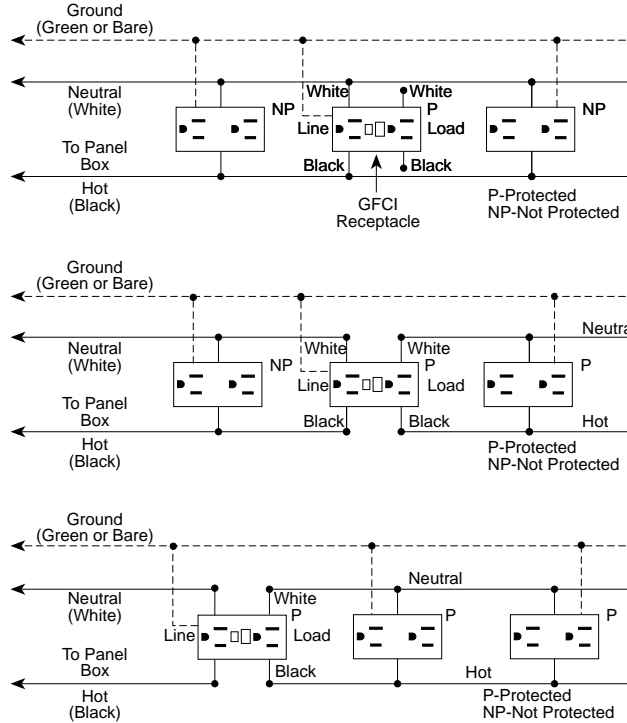 Ground
(Green or Bare)
Neutral
(White)
White
White
NP
P
NP
Line
Load
To Panel
Box
Black
Black
Hot
(Black)
GFCI
Receptacle
P-Protected
NP-Not Protected
Ground
(Green or Bare)
Neutral
Neutral
(White)
White
White
NP
P
P
Line
Load
To Panel
Box
Black
Black
Hot
Hot
(Black)
P-Protected
NP-Not Protected
Ground
(Green or Bare)
Neutral
Neutral
(White)
White
P
P
P
Line
Load
To Panel
Box
Black
Hot
Hot
(Black)
P-Protected
NP-Not Protected